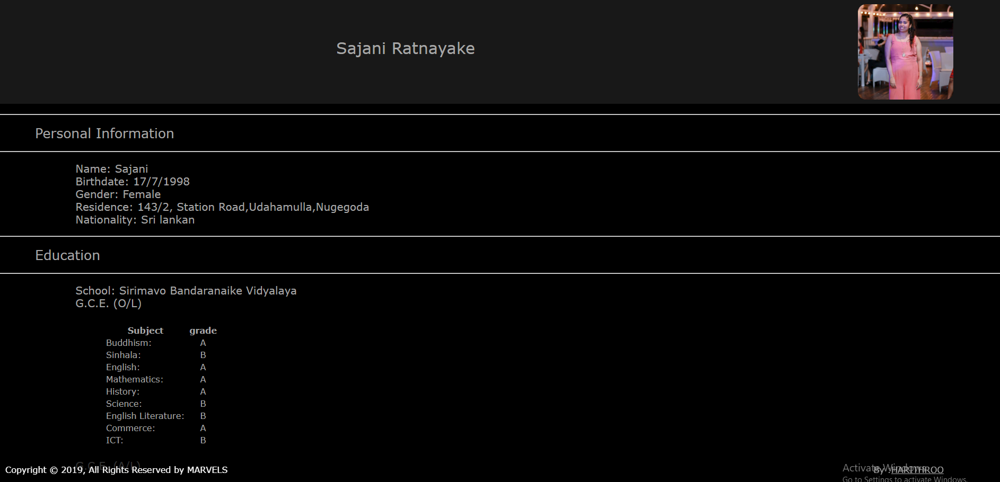 Sajani Ratnayake
Personal Information
Name: Sajani
Birthdate: 17/7/1998
Gender: Female
Residence: 143/2, Station Road,Udahamulla,Nugegoda
Nationality: Sri lankan
Education
School: Sirimavo Bandaranaike Vidyalaya
G.C.E. (O/L)
Subject grade
Buddhism: A
Sinhala: B
English: A
Mathematics: A
History: A
Science: B
English Literature: B
Commerce: A
ICT: B
G.C.E. (A/L)
Copyright © 2019, All Rights Reserved by MARVELS
By :HARITHROO
Activate Windows
Go to Settings to activate Windows.